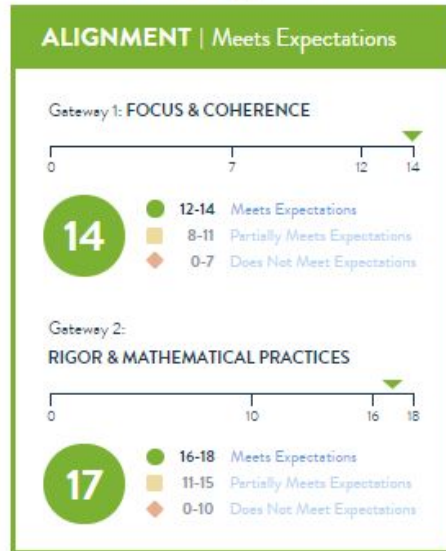 ALIGNMENT | Meets Expectations
Gateway 1: FOCUS & COHERENCE
0 7 12 14
14
12-14 Meets Expectations
8-11 Partially Meets Expectations
0-7 Does Not Meet Expectations
Gateway 2:
RIGOR & MATHEMATICAL PRACTICES
0 10 16 18
17
16-18 Meets Expectations
11-15 Partially Meets Expectations
0-10 Does Not Meet Expectations